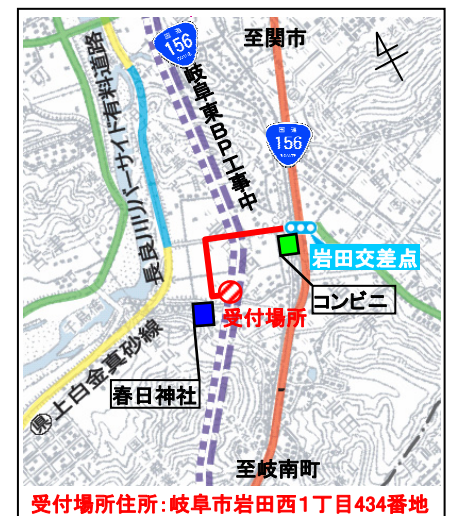 国道
156
至関市
岐阜東BP工事中
国道
156
長良川リバーサイド有料道路
岩田交差点
コンビニ
受付場所
県
上白金真砂線
春日神社
至岐南町
受付場所住所：岐阜市岩田西1丁目434番地